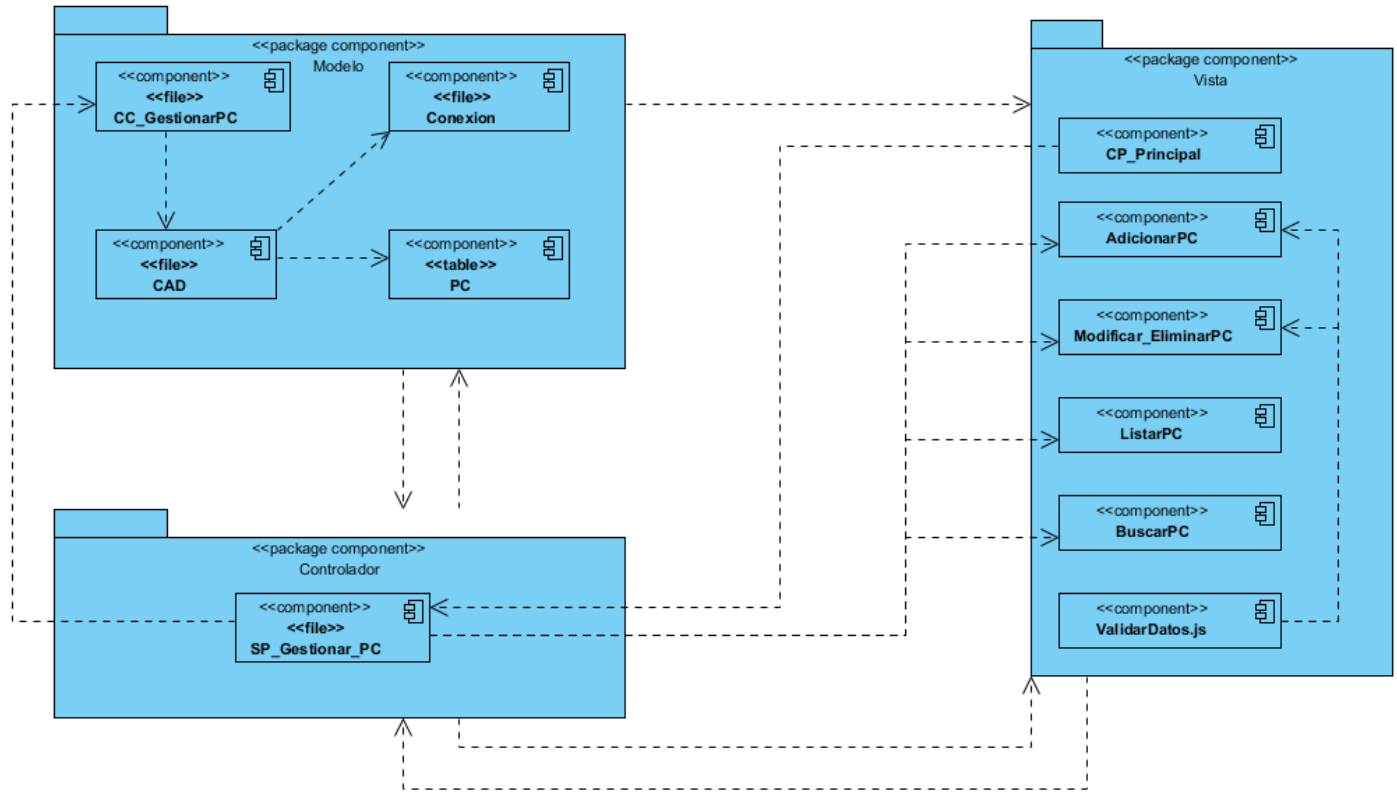 <<package component>>
Modelo
<<component>>
<<file>>
CC_GestionarPC
<<component>>
<<file>>
Conexion
<<component>>
<<file>>
CAD
<<component>>
<<table>>
PC
<<package component>>
Vista
<<component>>
CP_Principal
<<component>>
AdicionarPC
<<component>>
Modificar_EliminarPC
<<component>>
ListarPC
<<component>>
BuscarPC
<<component>>
ValidarDatos.js
<<package component>>
Controlador
<<component>>
<<file>>
SP_Gestionar_PC